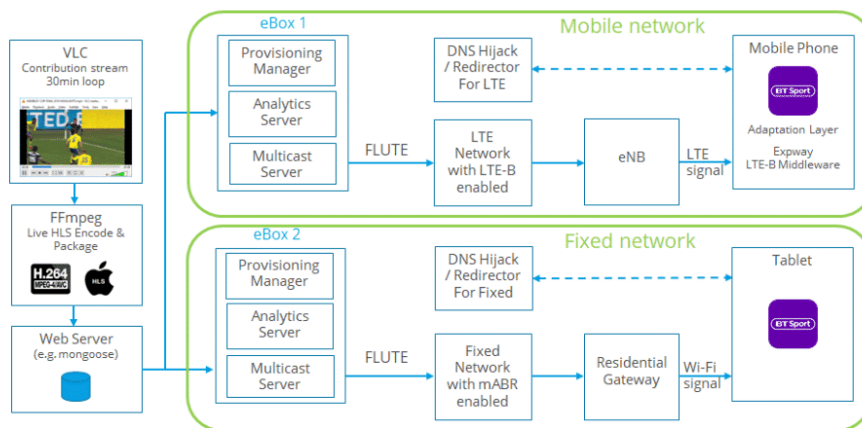 VLC
Contribution stream
30min loop
TED E
FFmpeg
Live HLS Encode &
Package
H.264
MPEG-4/AVC
HLS
Web Server
(e.g. mongoose)
eBox 1
Mobile network
Provisioning
Manager
Analytics
Server
Multicast
Server
FLUTE
DNS Hijack
/ Redirector
For LTE
LTE
Network
with LTE-B
enabled
eNB
LTE
signal
Mobile Phone
BT Sport
Adaptation Layer
Expway
LTE-B Middleware
eBox 2
Fixed network
Provisioning
Manager
Analytics
Server
Multicast
Server
FLUTE
DNS Hijack
/ Redirector
For Fixed
Fixed
Network
with mABR
enabled
Residential
Gateway
Wi-Fi
signal
Tablet
BT Sport